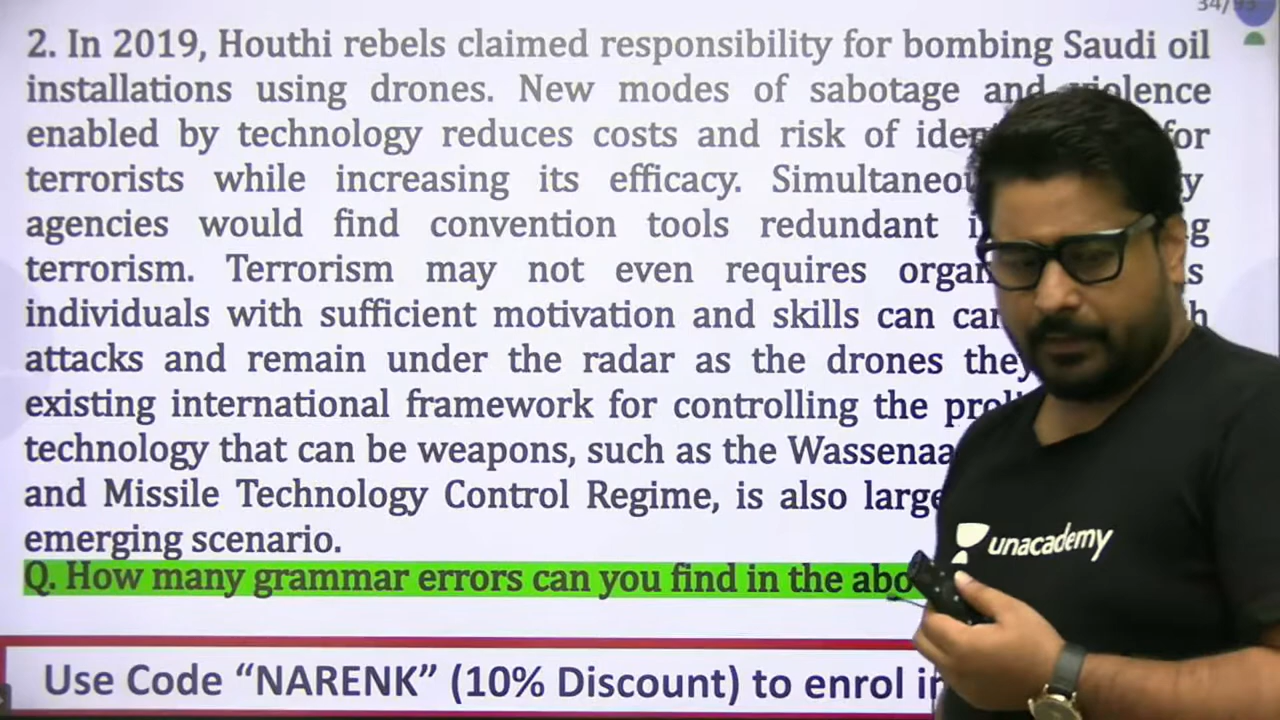 34/93
2. In 2019, Houthi rebels claimed responsibility for bombing Saudi oil
installations using drones. New modes of sabotage and violence
enabled by technology reduces costs and risk of for
terrorists while increasing its efficacy.
agencies would find convention tools redundant
terrorism. Terrorism may not even requires
individuals with sufficient motivation and skills can
attacks and remain under the radar as the drones they
existing international framework for controlling the
technology that can be weapons, such as the
and Missile Technology Control Regime, is also
emerging scenario.
Q. How many grammar errors can you find in the
unacademy
Use Code “NARENK” (10% Discount) to enrol